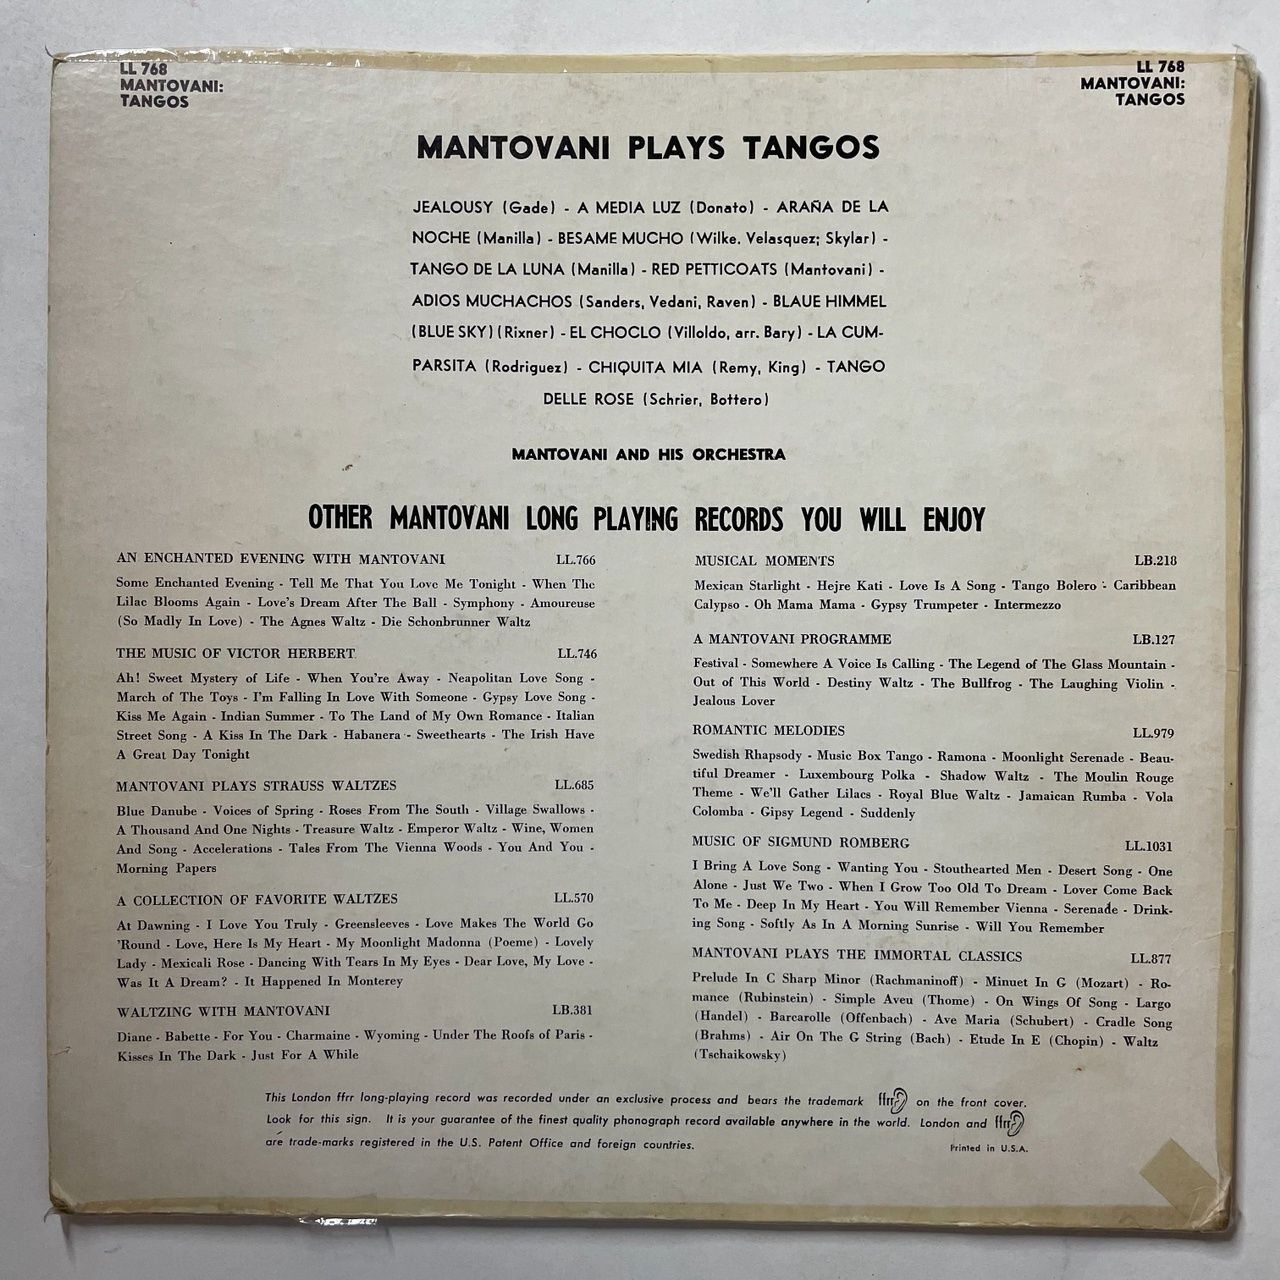 LL 768
MANTOVANI:
TANGOS
LL 768
MANTOVANI:
TANGOS
MANTOVANI PLAYS TANGOS
JEALOUSY (Gade) - A MEDIA LUZ (Donato) - ARAÑA DE LA
NOCHE (Manilla) - BESAME MUCHO (Wilke. Velasquez; Skylar) -
TANGO DE LA LUNA (Manilla) - RED PETTICOATS (Mantovani) -
ADIOS MUCHACHOS (Sanders, Vedani, Raven) - BLAUE HIMMEL
(BLUE SKY) (Rixner) - EL CHOCLO (Villoldo, arr. Bary) - LA CUM-
PARSITA (Rodriguez) - CHIQUITA MIA (Remy, King) - TANGO
DELLE ROSE (Schrier, Bottero)
MANTOVANI AND HIS ORCHESTRA
OTHER MANTOVANI LONG PLAYING RECORDS YOU WILL ENJOY
AN ENCHANTED EVENING WITH MANTOVANI LL.766
Some Enchanted Evening - Tell Me That You Love Me Tonight - When The
Lilac Blooms Again - Love's Dream After The Ball - Symphony - Amoureuse
(So Madly In Love) - The Agnes Waltz - Die Schonbrunner Waltz
THE MUSIC OF VICTOR HERBERT LL.746
Ah! Sweet Mystery of Life - When You're Away - Neapolitan Love Song -
March of The Toys - I'm Falling In Love With Someone - Gypsy Love Song -
Kiss Me Again - Indian Summer - To The Land of My Own Romance - Italian
Street Song - A Kiss In The Dark - Habanera - Sweethearts - The Irish Have
A Great Day Tonight
MANTOVANI PLAYS STRAUSS WALTZES LL.685
Blue Danube - Voices of Spring - Roses From The South - Village Swallows -
A Thousand And One Nights - Treasure Waltz - Emperor Waltz - Wine, Women
And Song - Accelerations - Tales From The Vienna Woods - You And You -
Morning Papers
A COLLECTION OF FAVORITE WALTZES LL.570
At Dawning - I Love You Truly - Greensleeves - Love Makes The World Go
'Round - Love, Here Is My Heart - My Moonlight Madonna (Poeme) - Lovely
Lady - Mexicali Rose - Dancing With Tears In My Eyes - Dear Love, My Love -
Was It A Dream? - It Happened In Monterey
WALTZING WITH MANTOVANI LB.381
Diane - Babette - For You - Charmaine - Wyoming - Under The Roofs of Paris -
Kisses In The Dark - Just For A While
MUSICAL MOMENTS LB.218
Mexican Starlight - Hejre Kati - Love Is A Song - Tango Bolero - Caribbean
Calypso - Oh Mama Mama - Gypsy Trumpeter - Intermezzo
A MANTOVANI PROGRAMME LB.127
Festival - Somewhere A Voice Is Calling - The Legend of The Glass Mountain -
Out of This World - Destiny Waltz - The Bullfrog - The Laughing Violin -
Jealous Lover
ROMANTIC MELODIES LL.979
Swedish Rhapsody - Music Box Tango - Ramona - Moonlight Serenade - Beau-
tiful Dreamer - Luxembourg Polka - Shadow Waltz - The Moulin Rouge
Theme - We'll Gather Lilacs - Royal Blue Waltz - Jamaican Rumba - Vola
Colomba - Gipsy Legend - Suddenly
MUSIC OF SIGMUND ROMBERG LL.1031
I Bring A Love Song - Wanting You - Stouthearted Men - Desert Song - One
Alone - Just We Two - When I Grow Too Old To Dream - Lover Come Back
To Me - Deep In My Heart - You Will Remember Vienna - Serenade - Drink-
ing Song - Softly As In A Morning Sunrise - Will You Remember
MANTOVANI PLAYS THE IMMORTAL CLASSICS LL.877
Prelude In C Sharp Minor (Rachmaninoff) - Minuet In G (Mozart) - Ro-
mance (Rubinstein) - Simple Aveu (Thome) - On Wings Of Song - Largo
(Handel) - Barcarolle (Offenbach) - Ave Maria (Schubert) - Cradle Song
(Brahms) - Air On The G String (Bach) - Etude In E (Chopin) - Waltz
(Tschaikowsky)
This London ffrr long-playing record was recorded under an exclusive process and bears the trademark ffrr on the front cover.
Look for this sign. It is your guarantee of the finest quality phonograph record available anywhere in the world. London and ffrr
are trade-marks registered in the U.S. Patent Office and foreign countries.
Printed in U.S.A.